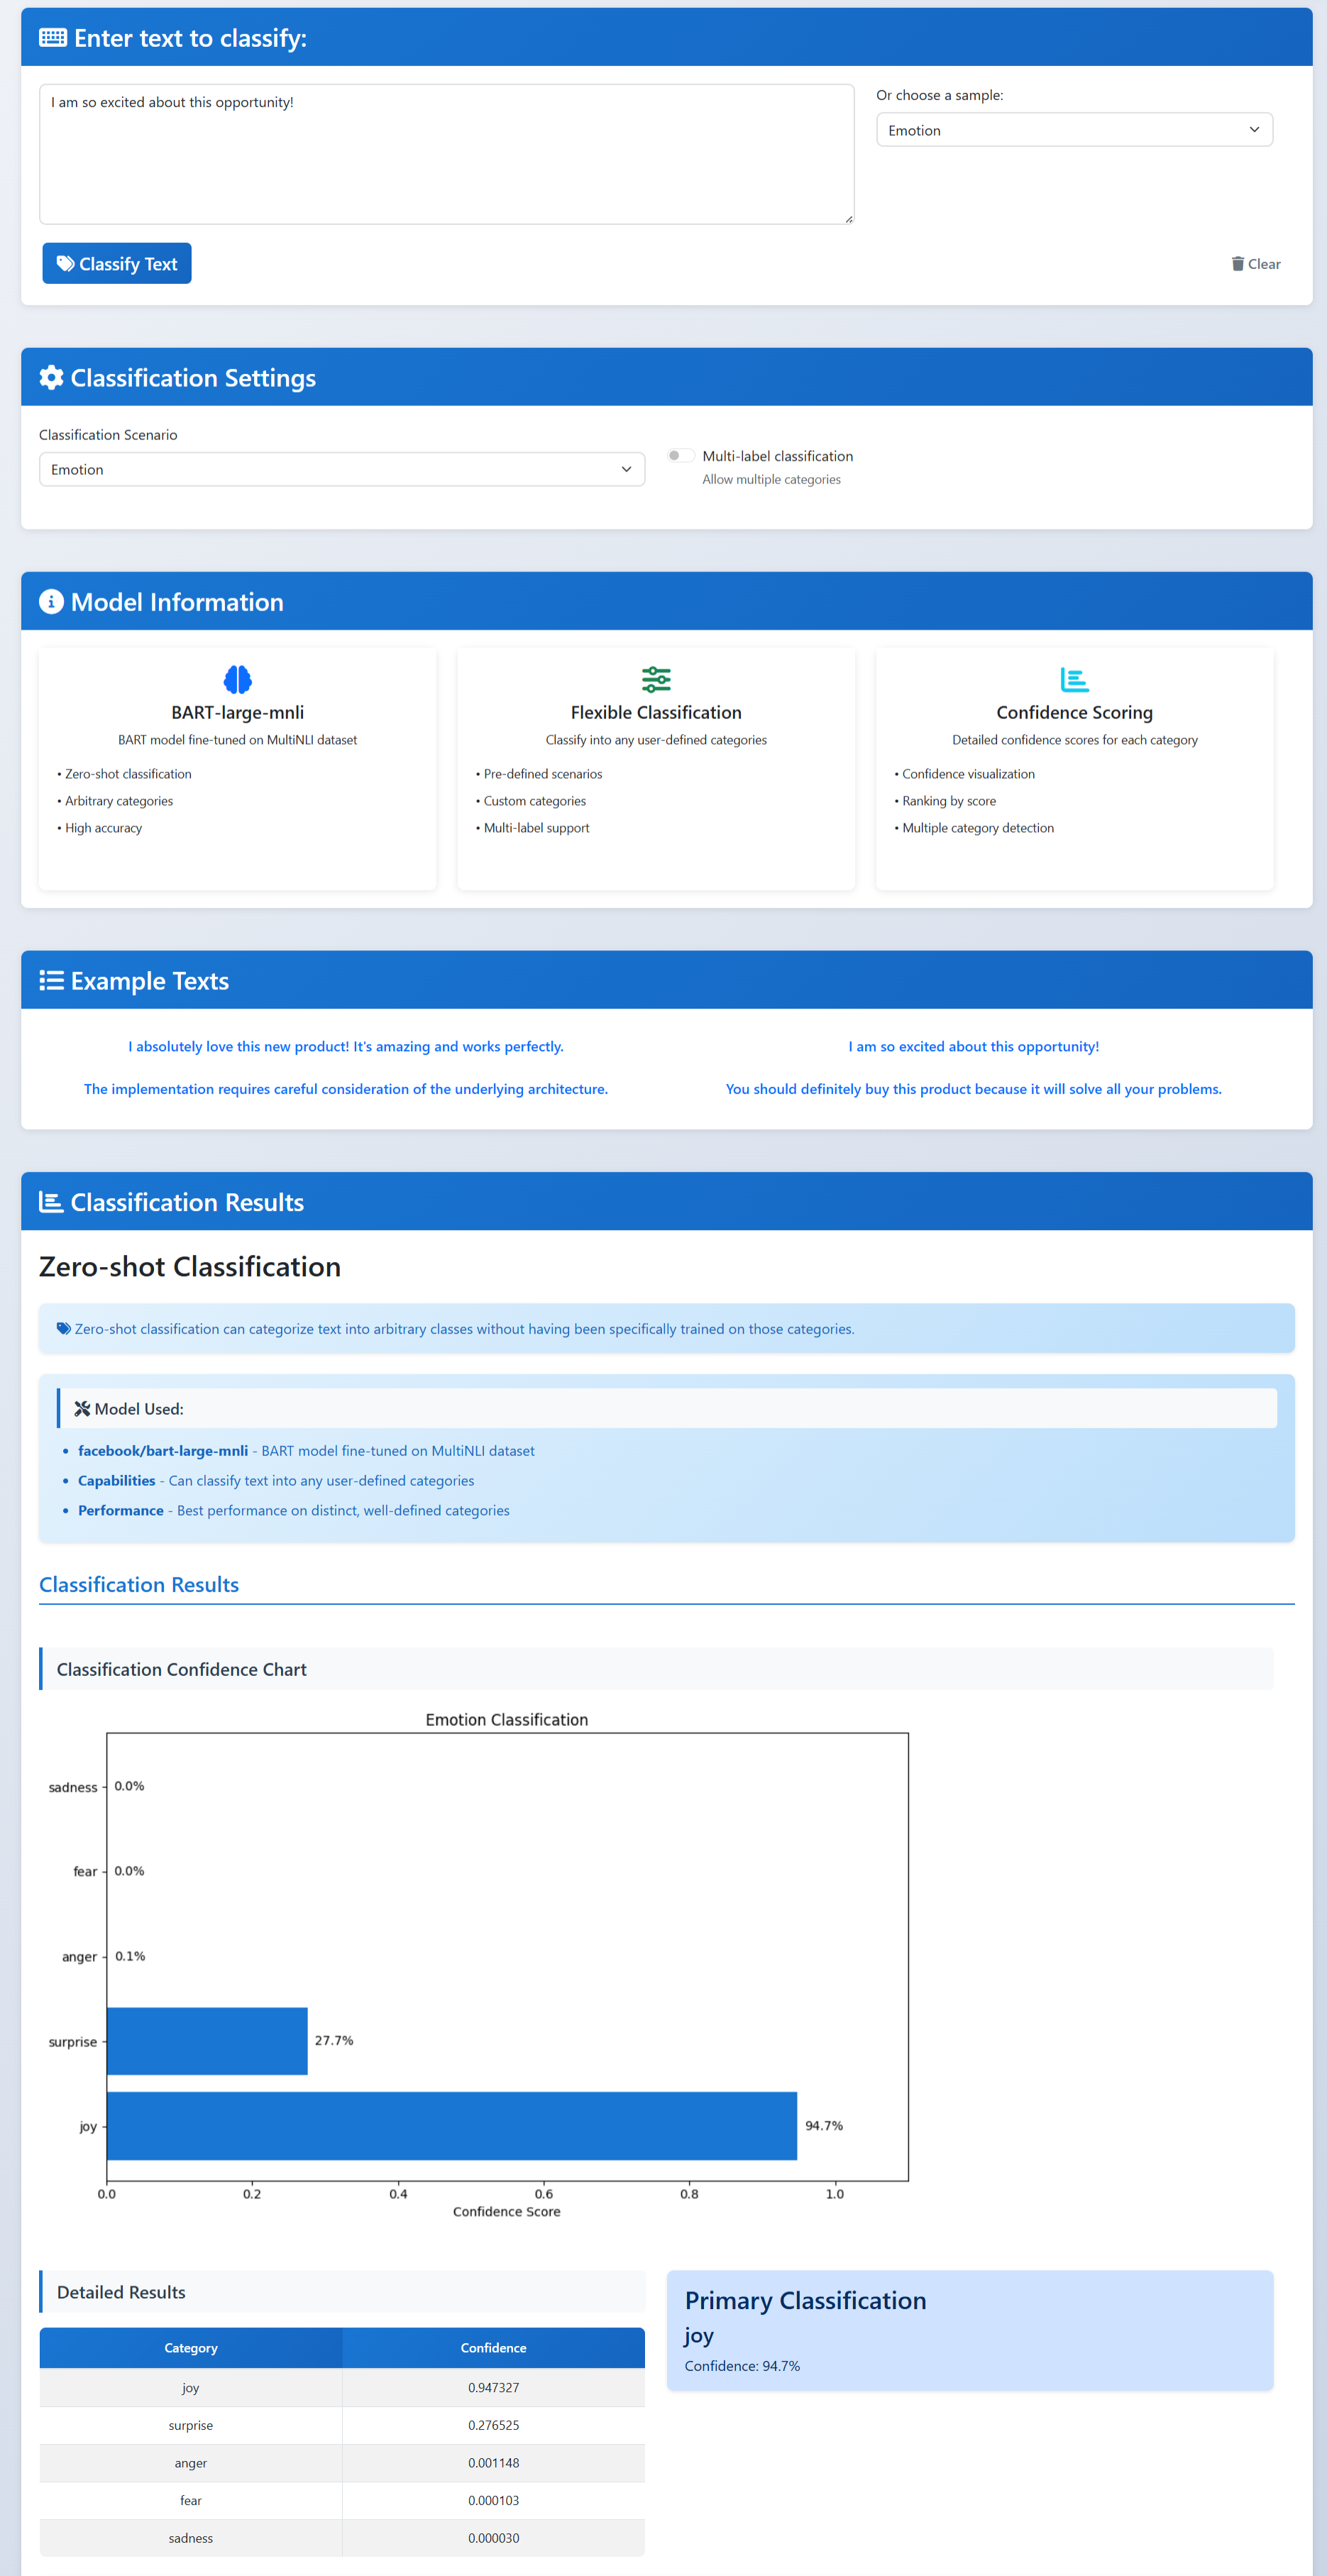 Enter text to classify:
I am so excited about this opportunity!
Or choose a sample:
Emotion
Classify Text
Clear
Classification Settings
Classification Scenario
Emotion
Multi-label classification
Allow multiple categories
Model Information
BART-large-mnli
BART model fine-tuned on MultiNLI dataset
• Zero-shot classification
• Arbitrary categories
• High accuracy
Flexible Classification
Classify into any user-defined categories
• Pre-defined scenarios
• Custom categories
• Multi-label support
Confidence Scoring
Detailed confidence scores for each category
• Confidence visualization
• Ranking by score
• Multiple category detection
Example Texts
I absolutely love this new product! It's amazing and works perfectly.
I am so excited about this opportunity!
The implementation requires careful consideration of the underlying architecture.
You should definitely buy this product because it will solve all your problems.
Classification Results
Zero-shot Classification
Zero-shot classification can categorize text into arbitrary classes without having been specifically trained on those categories.
Model Used:
• facebook/bart-large-mnli - BART model fine-tuned on MultiNLI dataset
• Capabilities - Can classify text into any user-defined categories
• Performance - Best performance on distinct, well-defined categories
Classification Results
Classification Confidence Chart
Emotion Classification
sadness 0.0%
fear 0.0%
anger 0.1%
surprise 27.7%
joy 94.7%
0.0 0.2 0.4 0.6 0.8 1.0
Confidence Score
Detailed Results
Category Confidence
joy 0.947327
surprise 0.276525
anger 0.001148
fear 0.000103
sadness 0.000030
Primary Classification
joy
Confidence: 94.7%